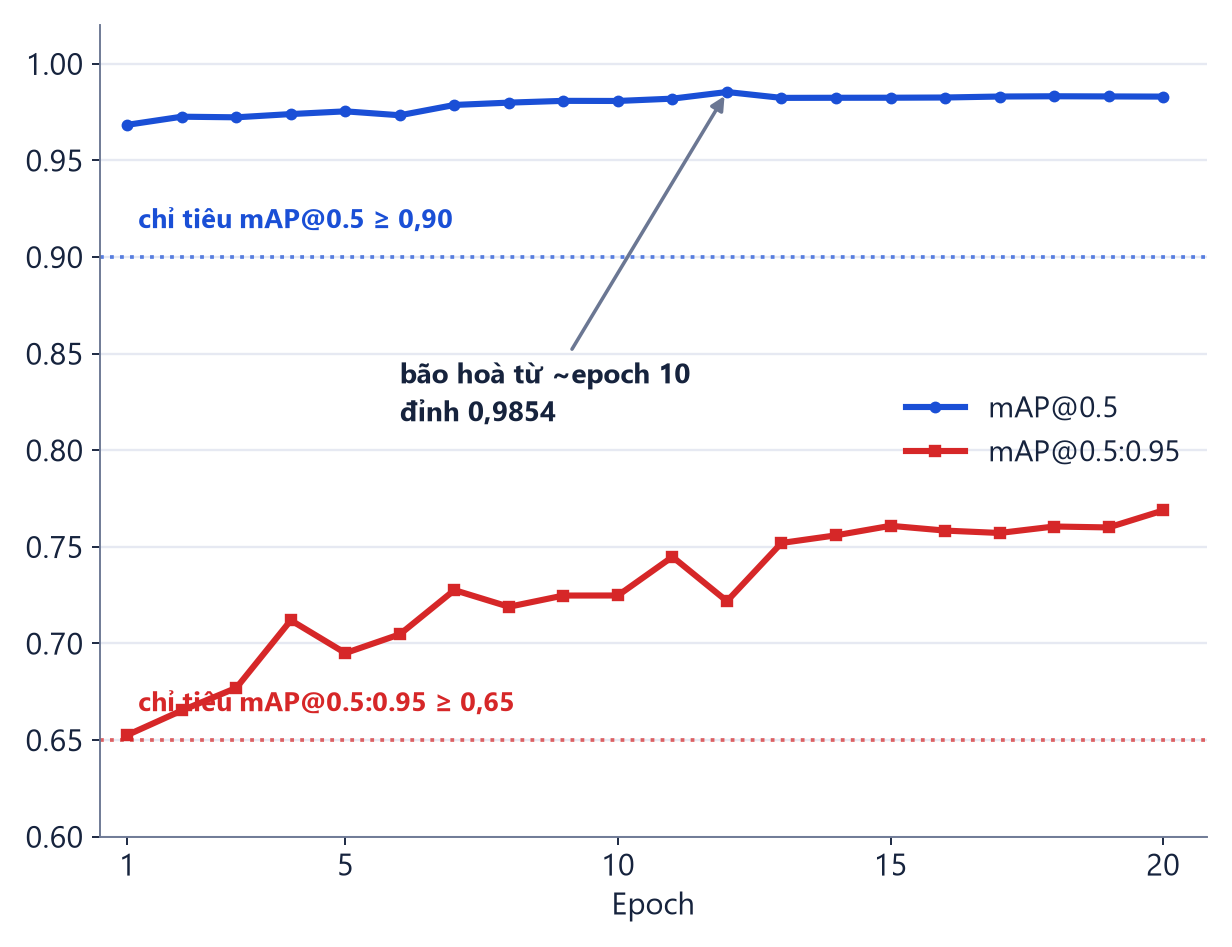 1.00
0.95
chỉ tiêu mAP@0.5 ≥ 0,90
0.90
0.85
bão hoà từ ~epoch 10
đỉnh 0,9854
mAP@0.5
mAP@0.5:0.95
0.80
0.75
0.70
chỉ tiêu mAP@0.5:0.95 ≥ 0,65
0.65
0.60
1 5 10 15 20
Epoch